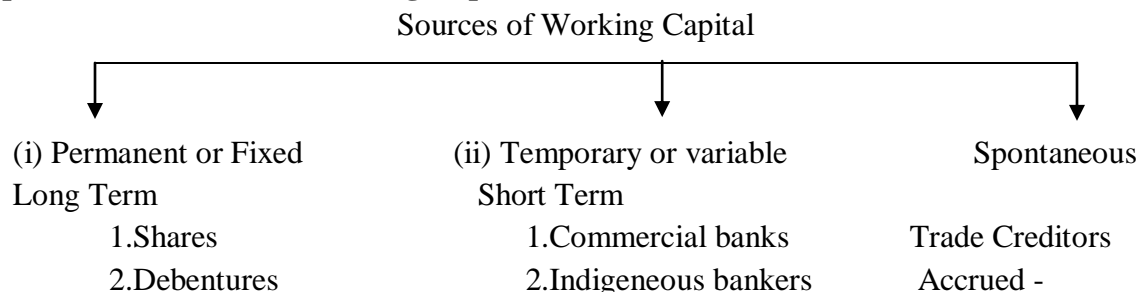 Sources of Working Capital
(i) Permanent or Fixed (ii) Temporary or variable Spontaneous
Long Term Short Term
1.Shares 1.Commercial banks Trade Creditors
2.Debentures 2.Indigeneous bankers Accrued -